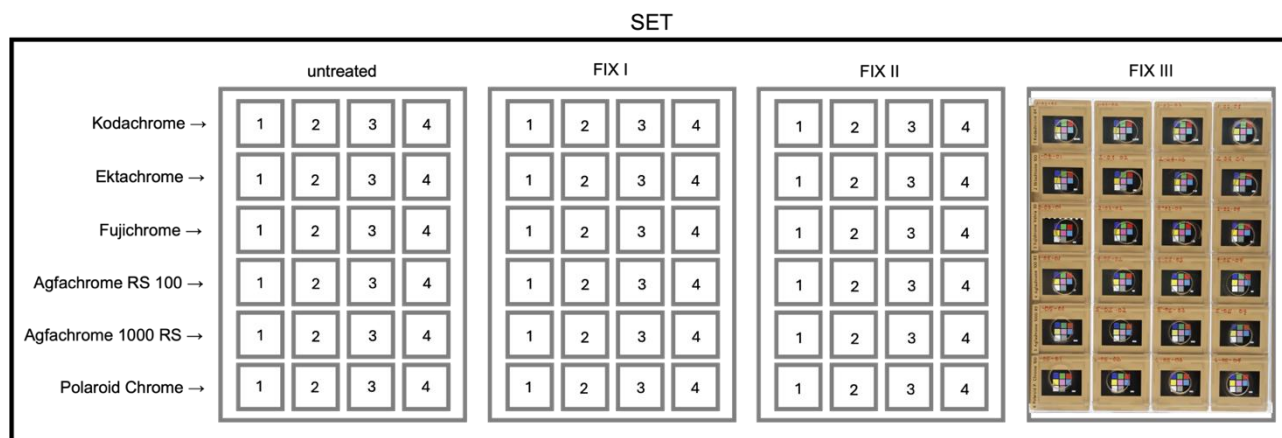 SET
untreated FIX I FIX II FIX III
Kodachrome → 1 2 3 4 1 2 3 4 1 2 3 4
Ektachrome → 1 2 3 4 1 2 3 4 1 2 3 4
Fujichrome → 1 2 3 4 1 2 3 4 1 2 3 4
Agfachrome RS 100 → 1 2 3 4 1 2 3 4 1 2 3 4
Agfachrome 1000 RS → 1 2 3 4 1 2 3 4 1 2 3 4
Polaroid Chrome → 1 2 3 4 1 2 3 4 1 2 3 4